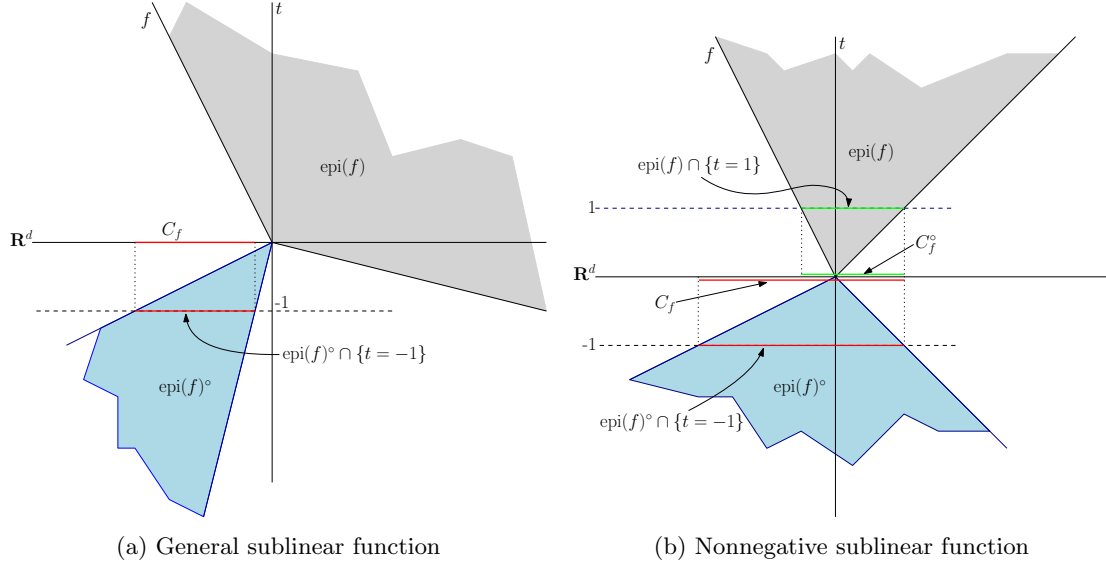 f
t
epi(f)
C_f
R^d
-1
epi(f)° ∩ {t = −1}
epi(f)°
(a) General sublinear function
f
t
epi(f)
epi(f) ∩ {t = 1}
1
C_f°
R^d
C_f
-1
epi(f)°
epi(f)° ∩ {t = −1}
(b) Nonnegative sublinear function